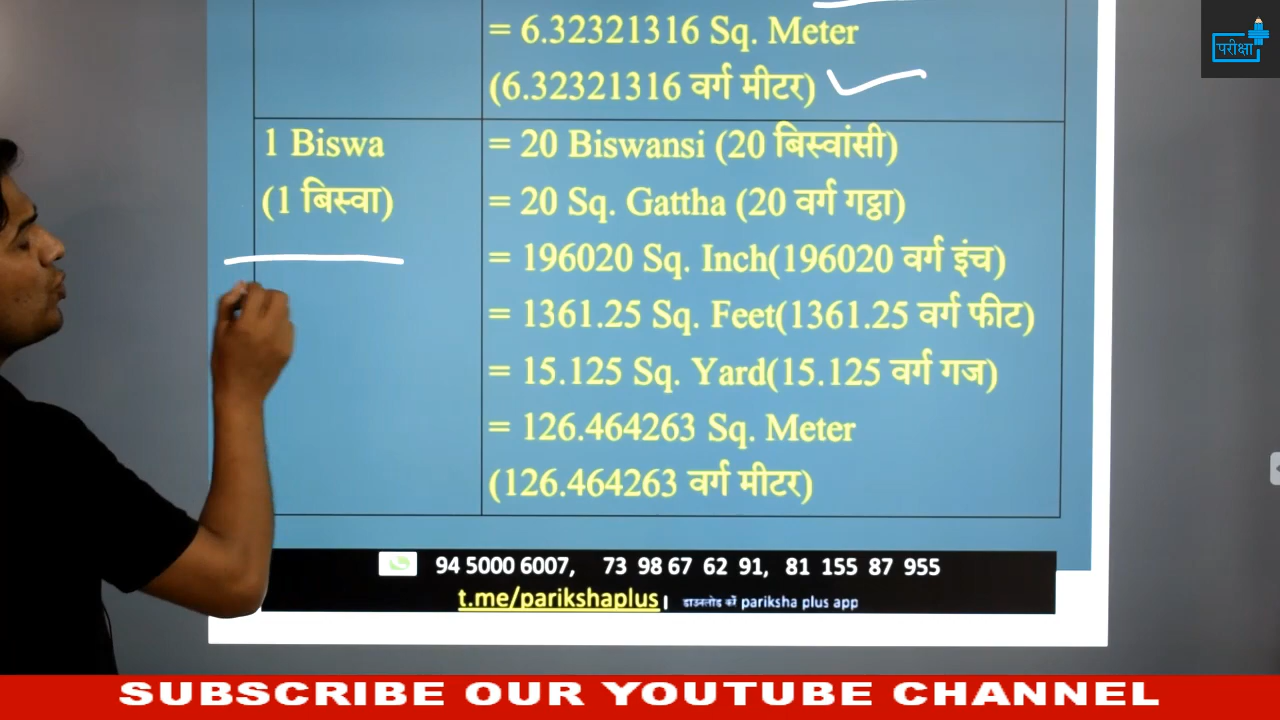 = 6.32321316 Sq. Meter
(6.32321316 वर्ग मीटर)
परीक्षा
1 Biswa
(1 बिस्वा)
= 20 Biswansi (20 बिस्वांसी)
= 20 Sq. Gattha (20 वर्ग गट्ठा)
= 196020 Sq. Inch(196020 वर्ग इंच)
= 1361.25 Sq. Feet(1361.25 वर्ग फीट)
= 15.125 Sq. Yard(15.125 वर्ग गज)
= 126.464263 Sq. Meter
(126.464263 वर्ग मीटर)
94 5000 6007, 73 98 67 62 91, 81 155 87 955
t.me/parikshaplus | डाउनलोड करें pariksha plus app
SUBSCRIBE OUR YOUTUBE CHANNEL